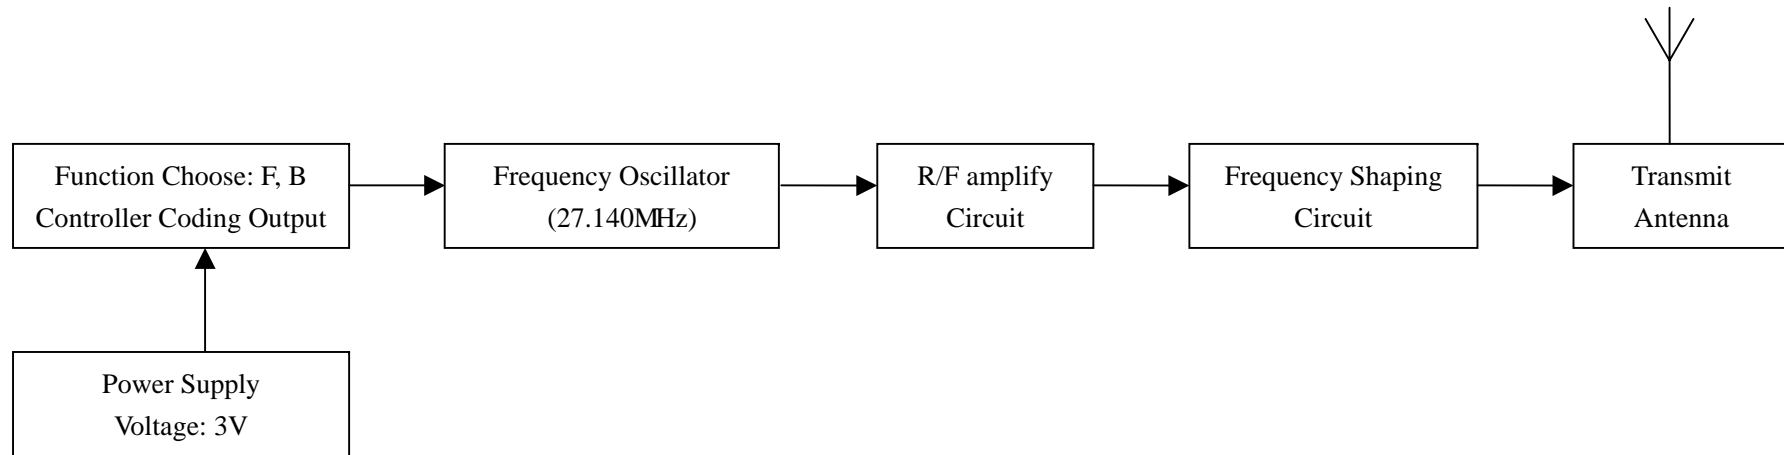 Function Choose: F, B
Controller Coding Output
Frequency Oscillator
(27.140MHz)
R/F amplify
Circuit
Frequency Shaping
Circuit
Transmit
Antenna
Power Supply
Voltage: 3V